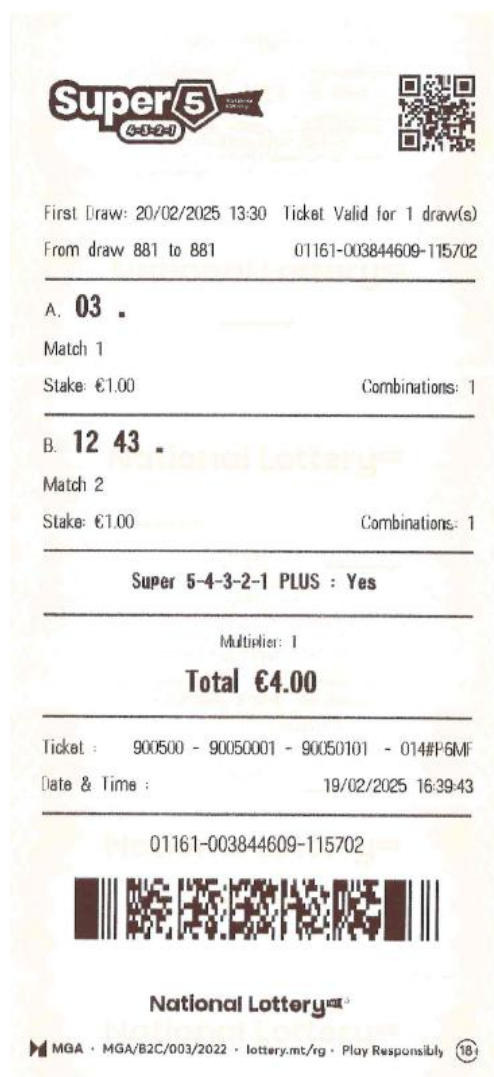 Super 5
4-3-2-1
First Draw: 20/02/2025 13:30 Ticket Valid for 1 draw(s)
From draw 881 to 881 01161-003844609-115702
A. 03 .
Match 1
Stake: €1.00 Combinations: 1
B. 12 43 .
Match 2
Stake: €1.00 Combinations: 1
Super 5-4-3-2-1 PLUS : Yes
Multiplier: 1
Total €4.00
Ticket : 900500 - 90050001 - 90050101 - 014#P6MF
Date & Time : 19/02/2025 16:39:43
01161-003844609-115702
National Lottery
MGA · MGA/B2C/003/2022 · lottery.mt/rg · Play Responsibly 18+